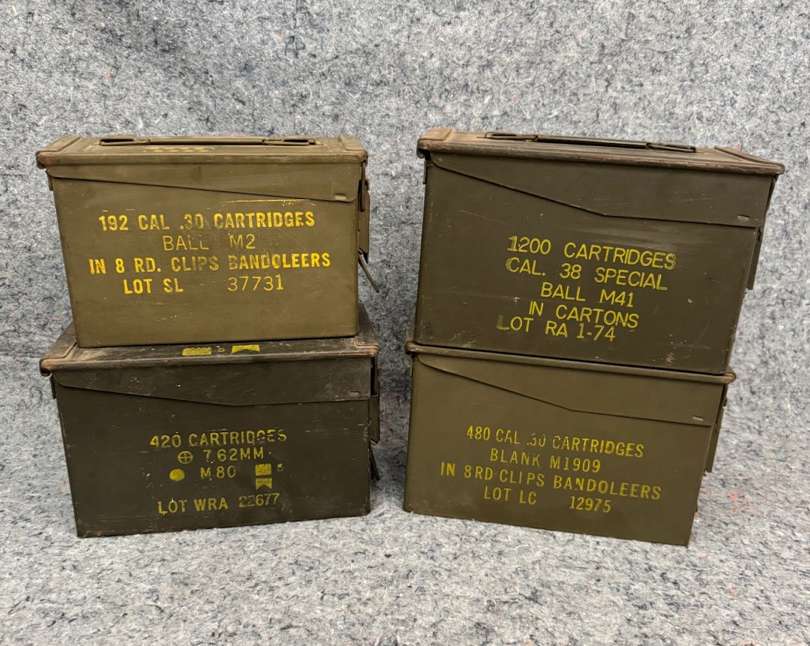 192 CAL .30 CARTRIDGES
BALL M2
IN 8 RD. CLIPS BANDOLEERS
LOT SL 37731
1200 CARTRIDGES
CAL. 38 SPECIAL
BALL M41
IN CARTONS
LOT RA 1-74
420 CARTRIDGES
7.62MM
M80
LOT WRA 22677
480 CAL .30 CARTRIDGES
BLANK M1909
IN 8RD CLIPS BANDOLEERS
LOT LC 12975